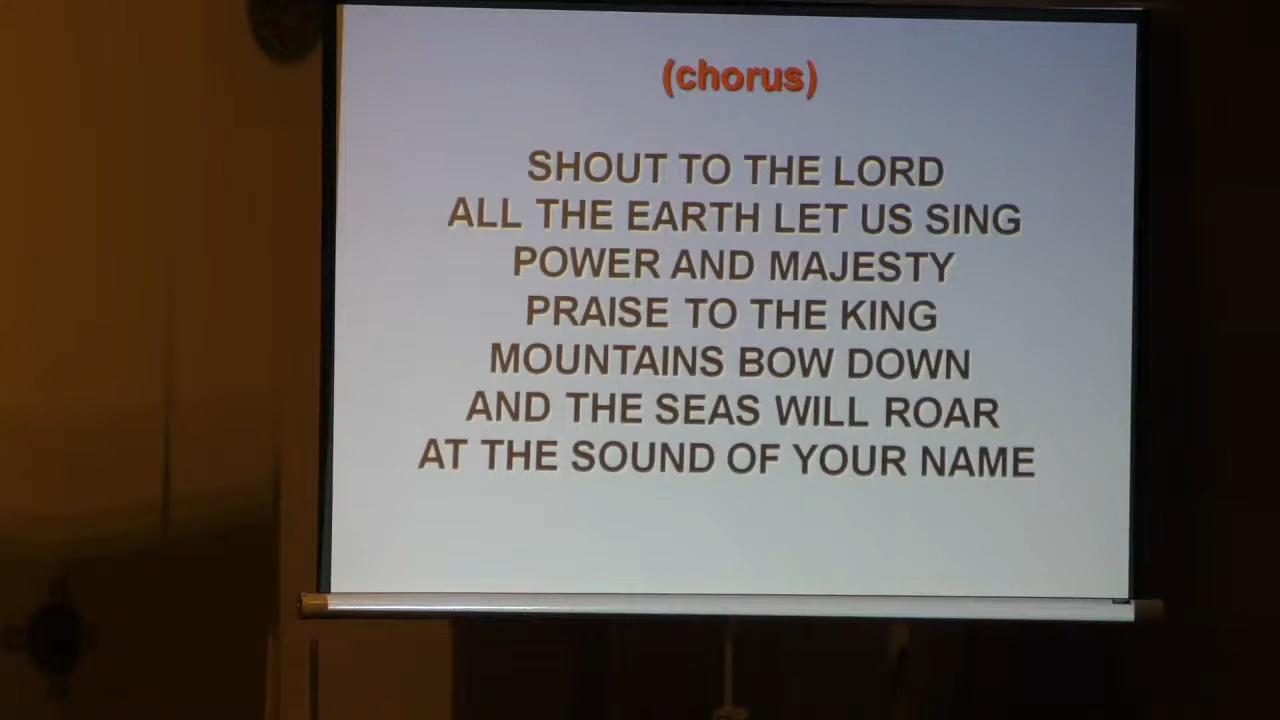 (chorus)
SHOUT TO THE LORD
ALL THE EARTH LET US SING
POWER AND MAJESTY
PRAISE TO THE KING
MOUNTAINS BOW DOWN
AND THE SEAS WILL ROAR
AT THE SOUND OF YOUR NAME